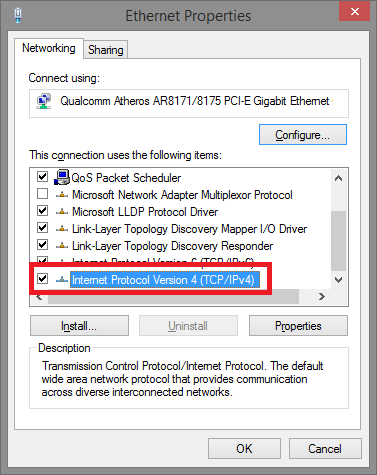 Ethernet Properties
Networking
Sharing
Connect using:
Qualcomm Atheros AR8171/8175 PCI-E Gigabit Ethernet
Configure...
This connection uses the following items:
QoS Packet Scheduler
Microsoft Network Adapter Multiplexor Protocol
Microsoft LLDP Protocol Driver
Link-Layer Topology Discovery Mapper I/O Driver
Link-Layer Topology Discovery Responder
Internet Protocol Version 6 (TCP/IPv6)
Internet Protocol Version 4 (TCP/IPv4)
Install...
Uninstall
Properties
Description
Transmission Control Protocol/Internet Protocol. The default
wide area network protocol that provides communication
across diverse interconnected networks.
OK
Cancel